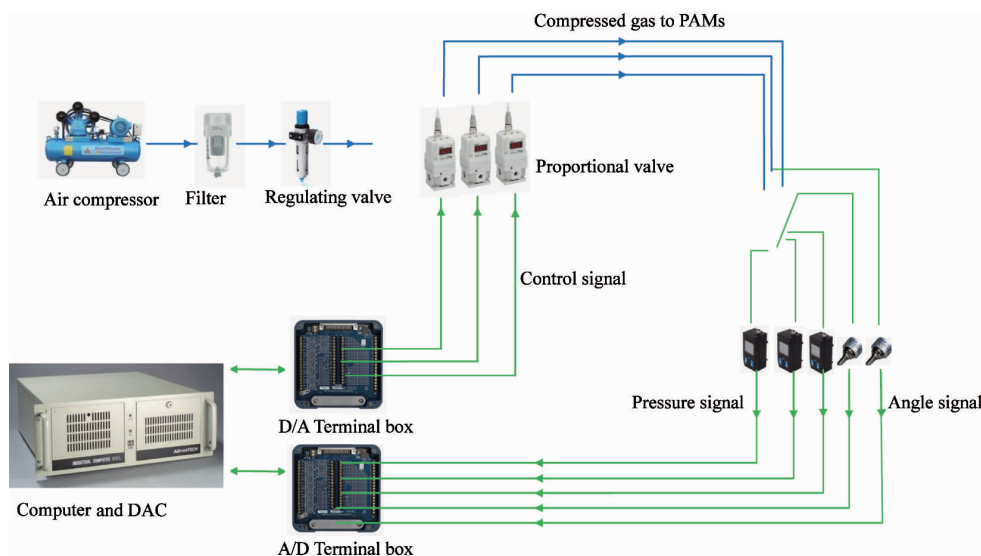 Compressed gas to PAMs
Air compressor
Filter
Regulating valve
Proportional valve
Control signal
D/A Terminal box
Pressure signal
Angle signal
Computer and DAC
A/D Terminal box